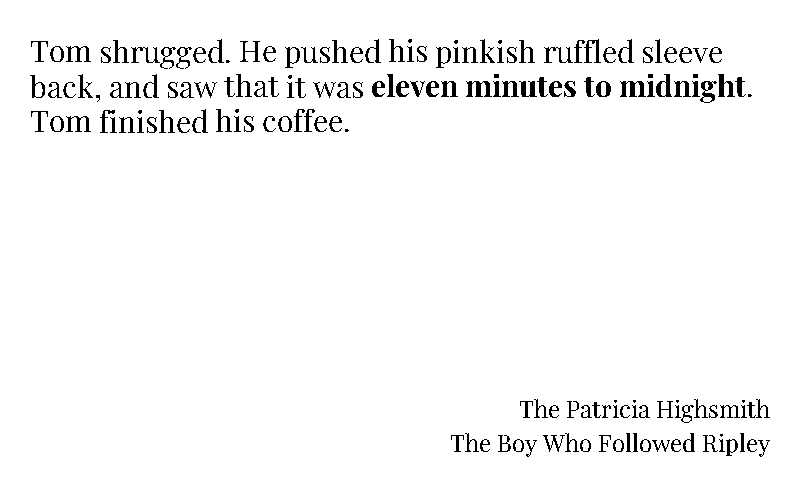 Tom shrugged. He pushed his pinkish ruffled sleeve
back, and saw that it was eleven minutes to midnight.
Tom finished his coffee.
The Patricia Highsmith
The Boy Who Followed Ripley